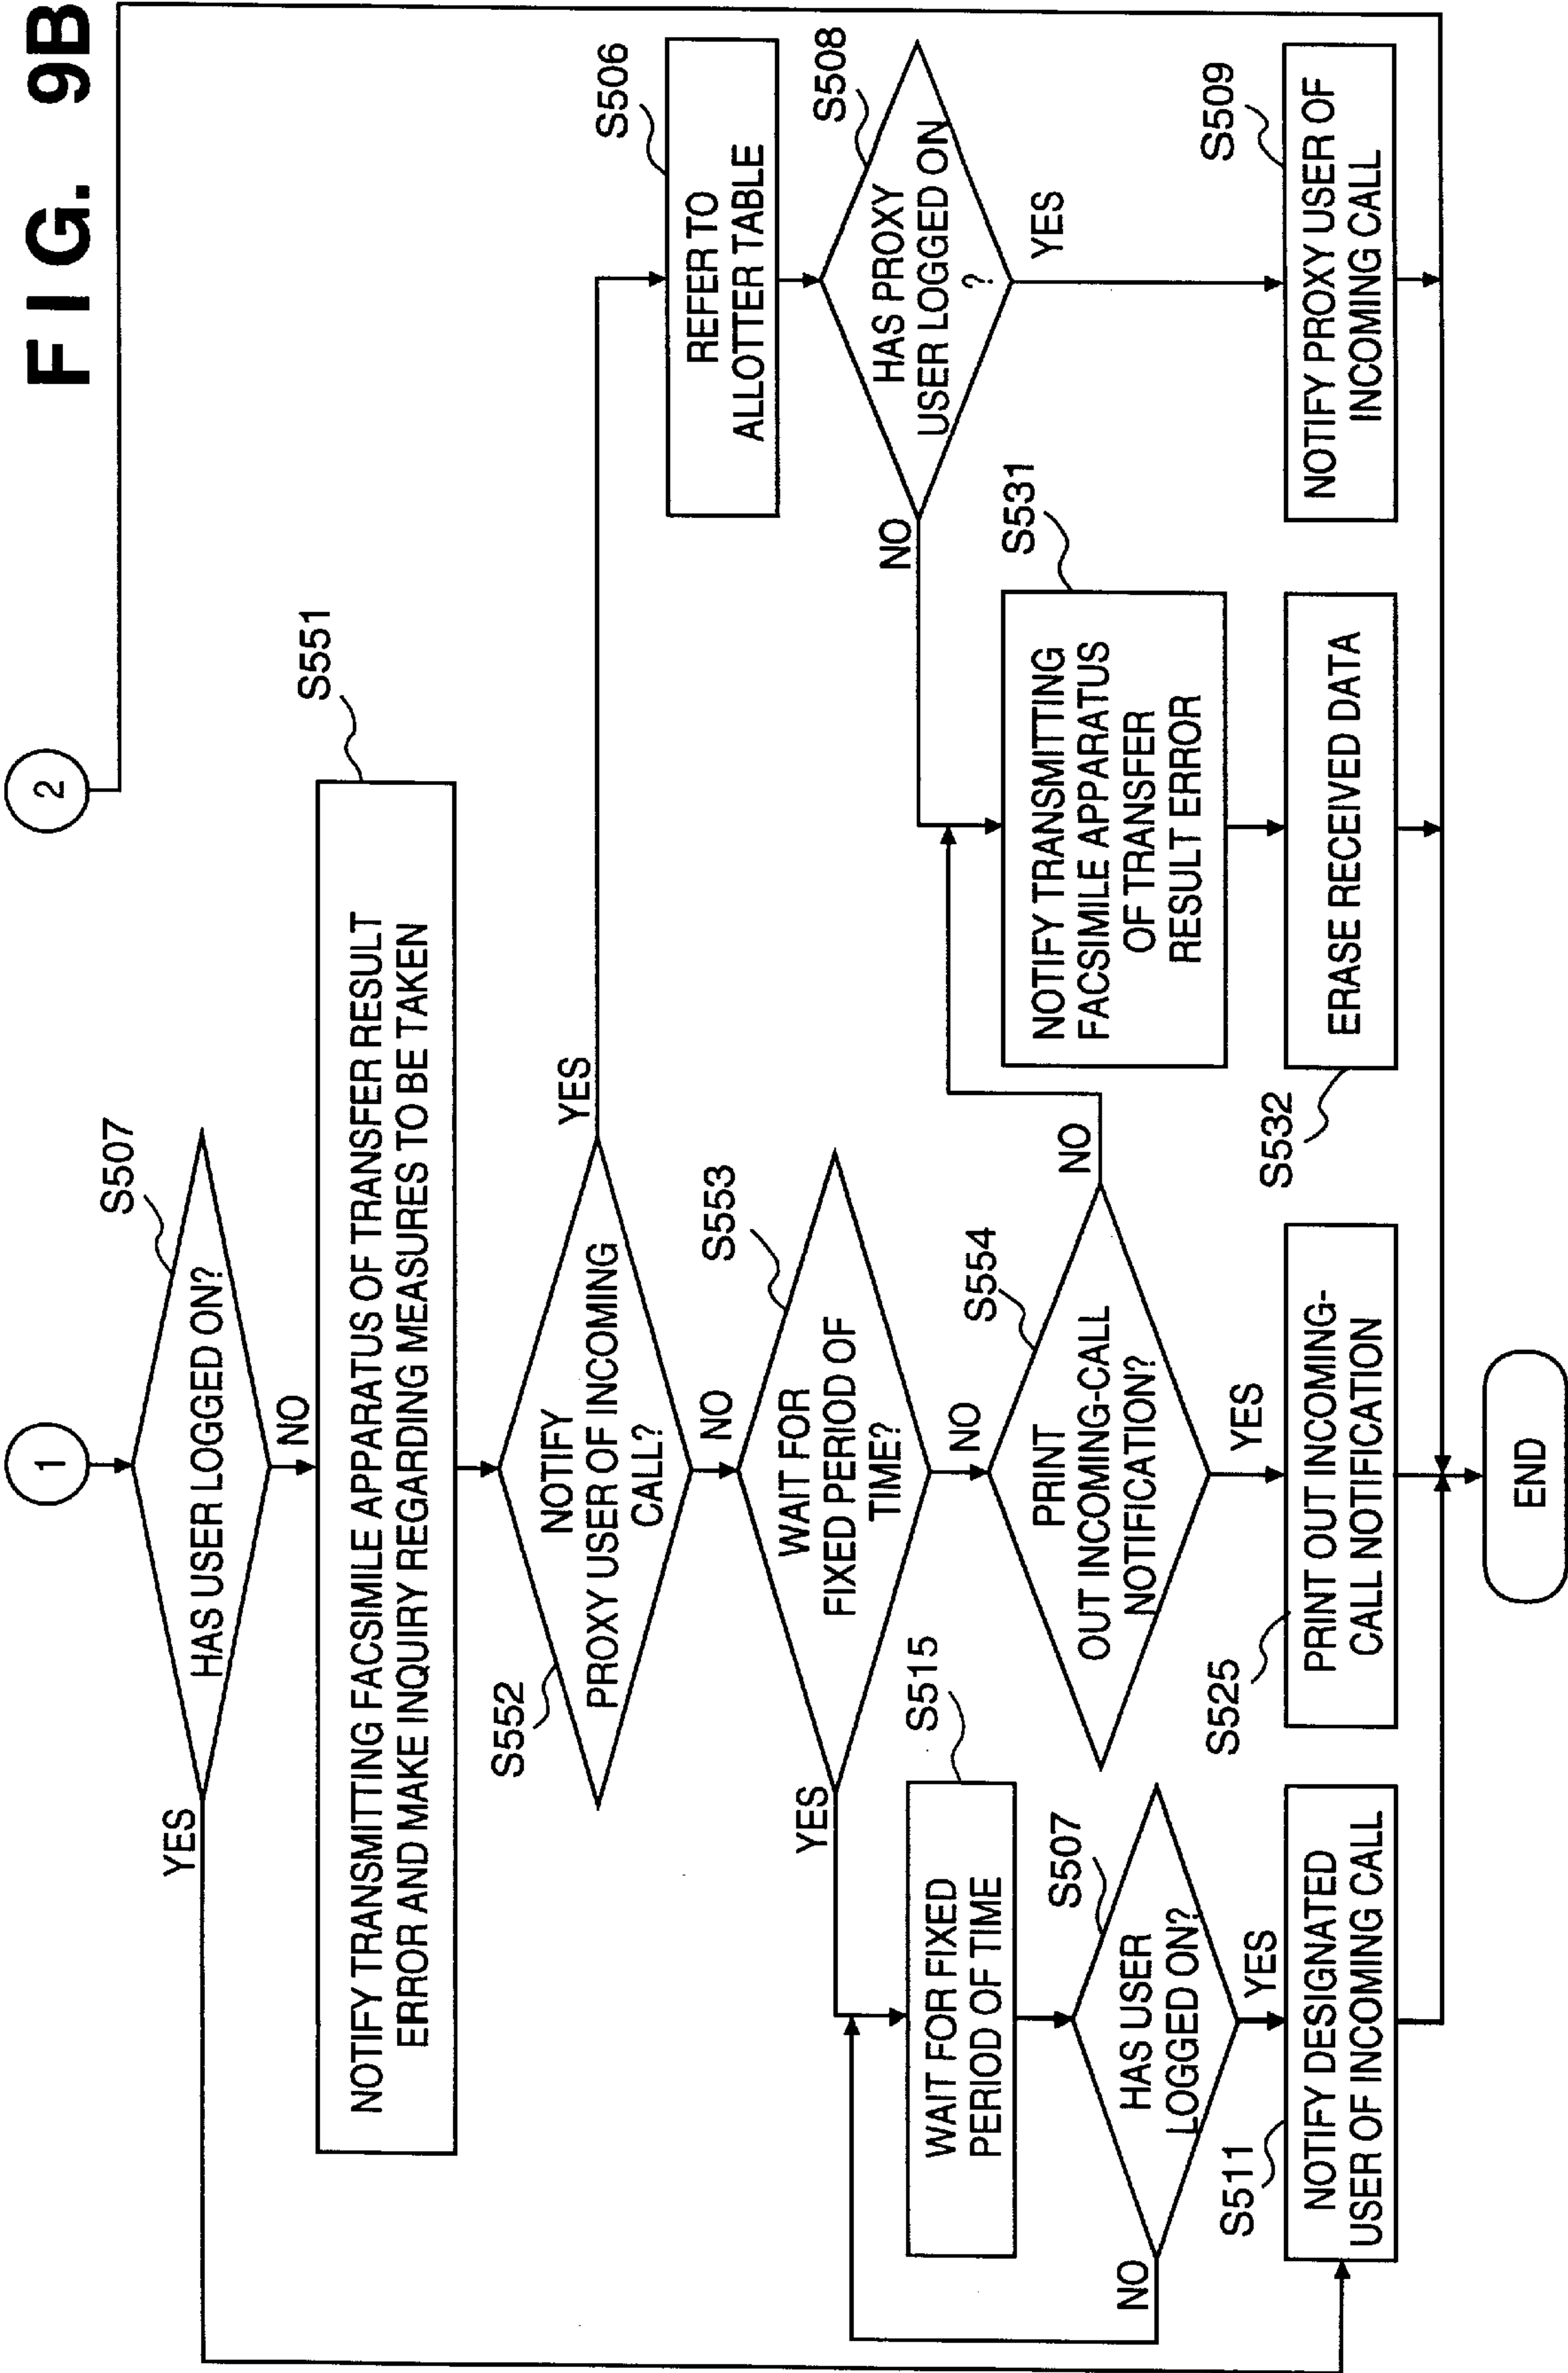 FIG. 9B
1
2
S507
HAS USER LOGGED ON?
YES
NO
S551
NOTIFY TRANSMITTING FACSIMILE APPARATUS OF TRANSFER RESULT
ERROR AND MAKE INQUIRY REGARDING MEASURES TO BE TAKEN
S552
NOTIFY
PROXY USER OF INCOMING
CALL?
YES
NO
S506
REFER TO
ALLOTTER TABLE
S553
WAIT FOR
FIXED PERIOD OF
TIME?
YES
NO
S508
HAS PROXY
USER LOGGED ON
?
NO
YES
S515
WAIT FOR FIXED
PERIOD OF TIME
S554
PRINT
OUT INCOMING-CALL
NOTIFICATION?
NO
YES
S531
NOTIFY TRANSMITTING
FACSIMILE APPARATUS
OF TRANSFER
RESULT ERROR
S507
HAS USER
LOGGED ON?
NO
YES
S511
NOTIFY DESIGNATED
USER OF INCOMING CALL
S525
PRINT OUT INCOMING-
CALL NOTIFICATION
S532
ERASE RECEIVED DATA
S509
NOTIFY PROXY USER OF
INCOMING CALL
END